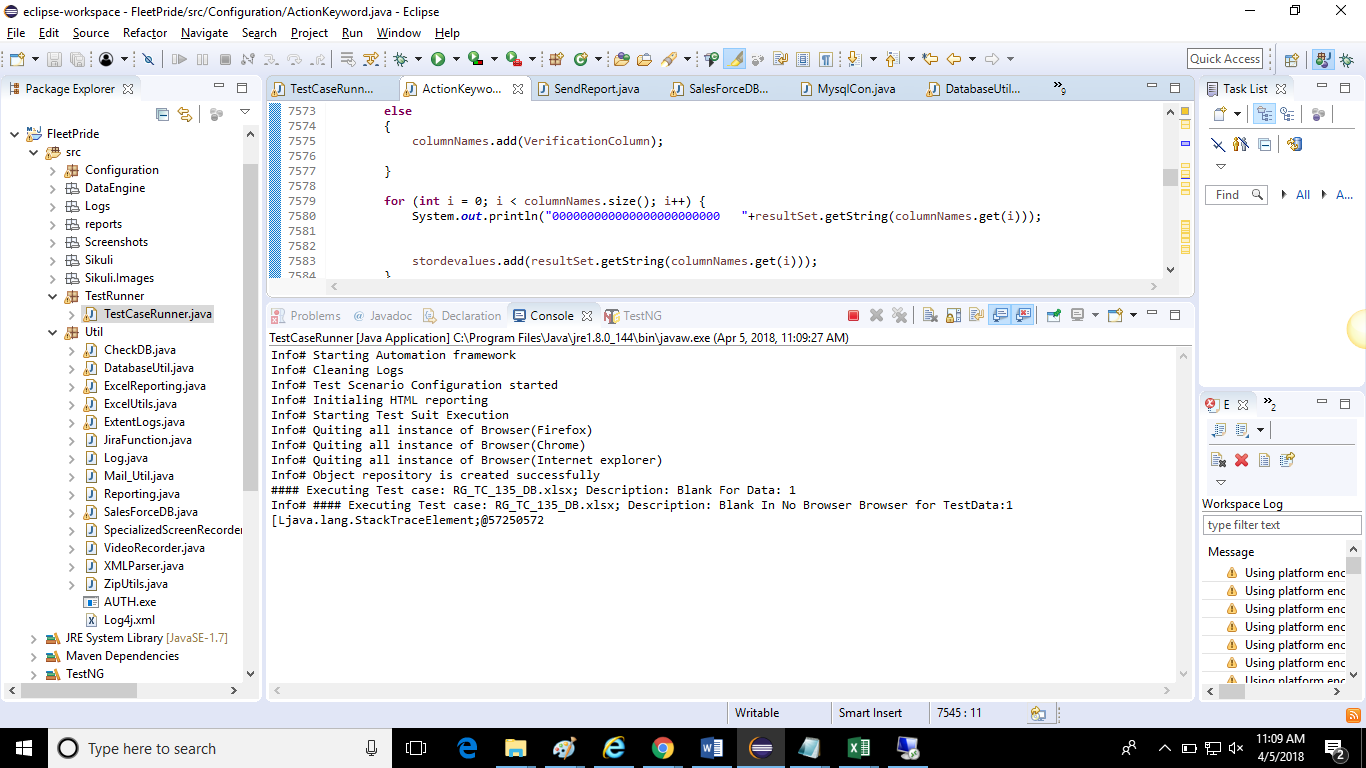 eclipse-workspace - FleetPride/src/Configuration/ActionKeyword.java - Eclipse
File Edit Source Refactor Navigate Search Project Run Window Help
Quick Access
Package Explorer
FleetPride
src
Configuration
DataEngine
Logs
reports
Screenshots
Sikuli
Sikuli.Images
TestRunner
TestCaseRunner.java
Util
CheckDB.java
DatabaseUtil.java
ExcelReporting.java
ExcelUtils.java
ExtentLogs.java
JiraFunction.java
Log.java
Mail_Util.java
Reporting.java
SalesForceDB.java
SpecializedScreenRecorder
VideoRecorder.java
XMLParser.java
ZipUtils.java
AUTH.exe
Log4j.xml
JRE System Library [JavaSE-1.7]
Maven Dependencies
TestNG
TestCaseRunn... ActionKeywo... SendReport.java SalesForceDB... MysqlCon.java DatabaseUtil... »9
7573 else
7574 {
7575 columnNames.add(VerificationColumn);
7576
7577 }
7578
7579 for (int i = 0; i < columnNames.size(); i++) {
7580 System.out.println("000000000000000000000000   "+resultSet.getString(columnNames.get(i)));
7581
7582
7583 stordevalues.add(resultSet.getString(columnNames.get(i)));
7584 }
Problems @ Javadoc Declaration Console TestNG
TestCaseRunner [Java Application] C:\Program Files\Java\jre1.8.0_144\bin\javaw.exe (Apr 5, 2018, 11:09:27 AM)
Info# Starting Automation framework
Info# Cleaning Logs
Info# Test Scenario Configuration started
Info# Initialing HTML reporting
Info# Starting Test Suit Execution
Info# Quiting all instance of Browser(Firefox)
Info# Quiting all instance of Browser(Chrome)
Info# Quiting all instance of Browser(Internet explorer)
Info# Object repository is created successfully
#### Executing Test case: RG_TC_135_DB.xlsx; Description: Blank For Data: 1
Info# #### Executing Test case: RG_TC_135_DB.xlsx; Description: Blank In No Browser Browser for TestData:1
[Ljava.lang.StackTraceElement;@57250572
Task List
Find All A...
E »2
Workspace Log
type filter text
Message
Using platform enc
Using platform enc
Using platform enc
Using platform enc
Using platform enc
Using platform enc
Using platform enc
Writable Smart Insert 7545 : 11
Type here to search
11:09 AM
4/5/2018
2